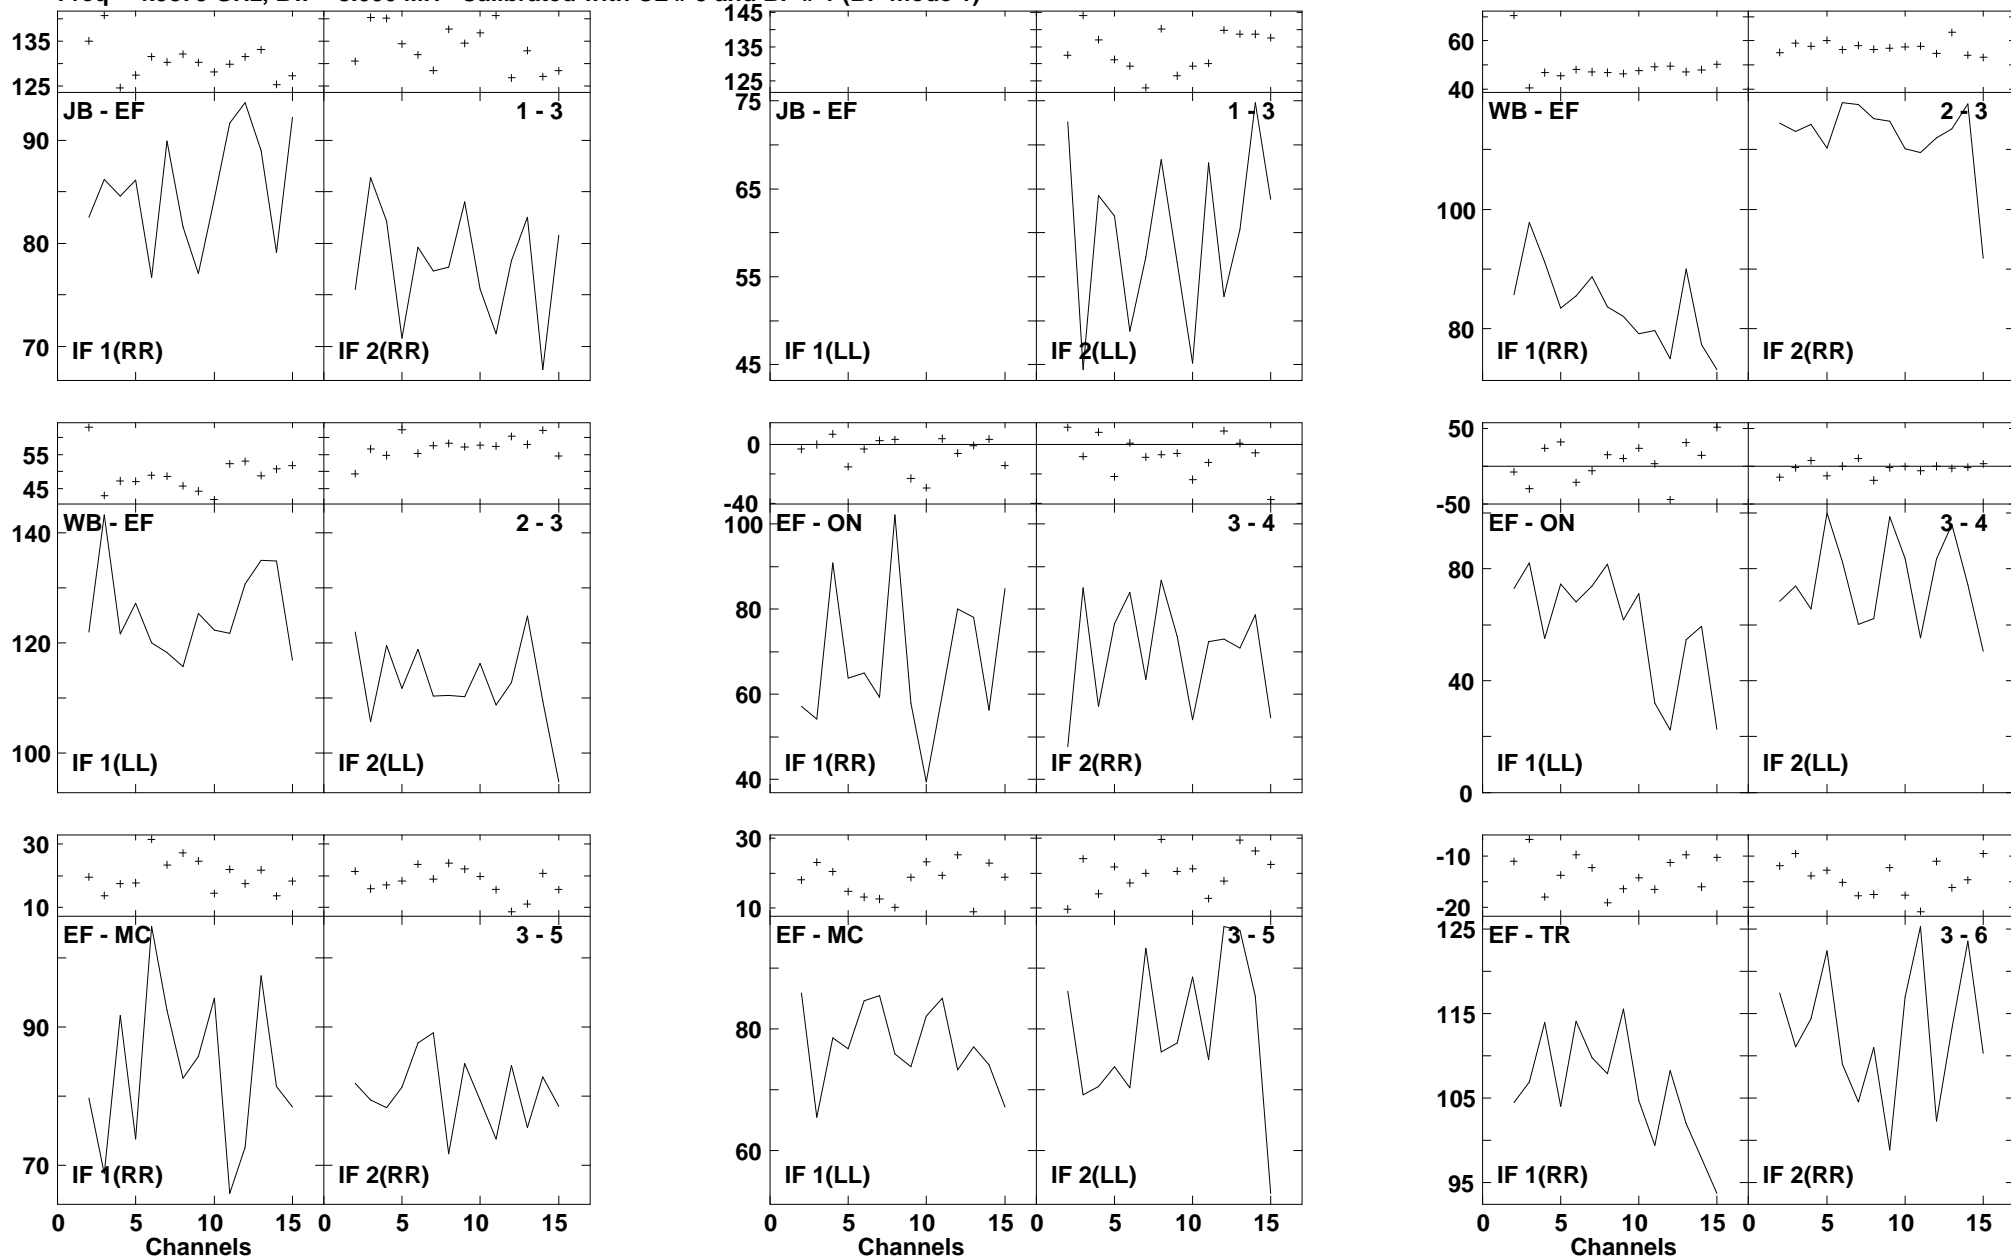 135
125
JB - EF
1 - 3
90
80
70
IF 1(RR)
IF 2(RR)
145
135
125
75
JB - EF
1 - 3
65
55
45
IF 1(LL)
IF 2(LL)
60
40
WB - EF
2 - 3
100
80
IF 1(RR)
IF 2(RR)
55
45
WB - EF
2 - 3
140
120
100
IF 1(LL)
IF 2(LL)
0
-40
100
EF - ON
3 - 4
80
60
40
IF 1(RR)
IF 2(RR)
50
-50
EF - ON
3 - 4
80
40
0
IF 1(LL)
IF 2(LL)
30
10
EF - MC
3 - 5
90
70
IF 1(RR)
IF 2(RR)
0 5 10 15 0 5 10 15
Channels
30
10
EF - MC
3 - 5
80
60
IF 1(LL)
IF 2(LL)
0 5 10 15 0 5 10 15
Channels
-10
-20
125
EF - TR
3 - 6
115
105
95
IF 1(RR)
IF 2(RR)
0 5 10 15 0 5 10 15
Channels